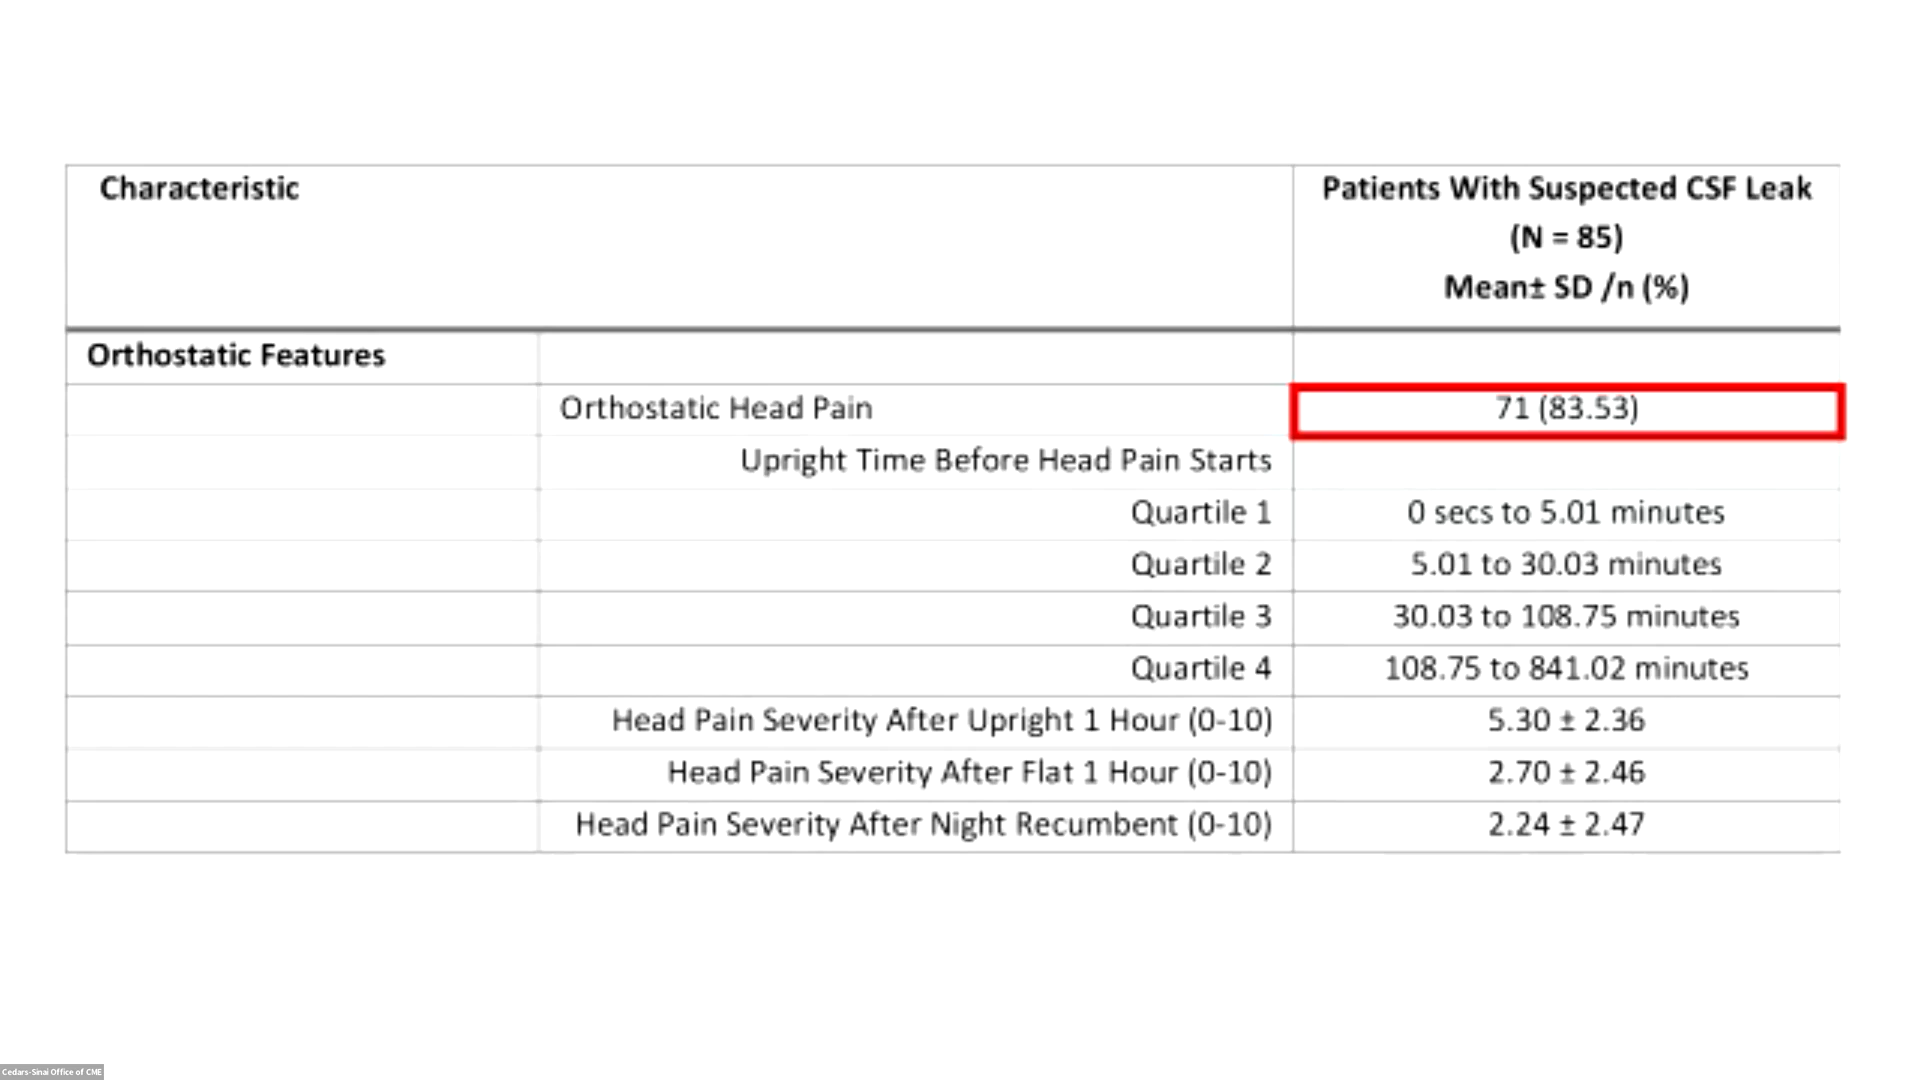 Characteristic
Patients With Suspected CSF Leak
(N = 85)
Mean± SD /n (%)
Orthostatic Features
Orthostatic Head Pain 71 (83.53)
Upright Time Before Head Pain Starts
Quartile 1 0 secs to 5.01 minutes
Quartile 2 5.01 to 30.03 minutes
Quartile 3 30.03 to 108.75 minutes
Quartile 4 108.75 to 841.02 minutes
Head Pain Severity After Upright 1 Hour (0-10) 5.30 ± 2.36
Head Pain Severity After Flat 1 Hour (0-10) 2.70 ± 2.46
Head Pain Severity After Night Recumbent (0-10) 2.24 ± 2.47
Cedars-Sinai Office of CME